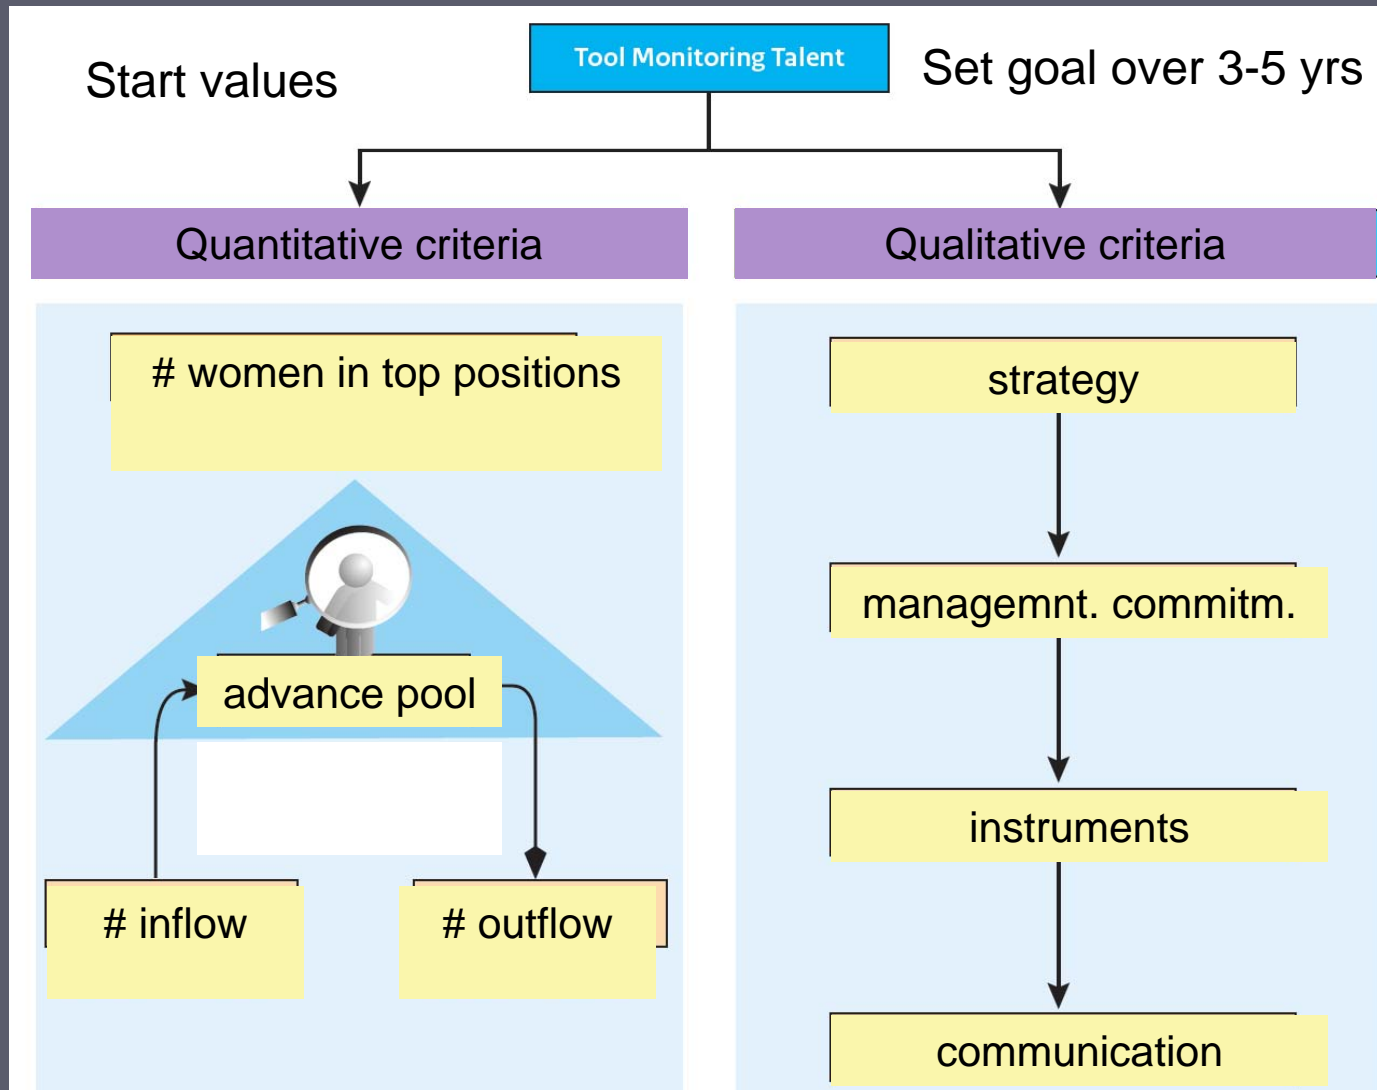 Start values
Tool Monitoring Talent
Set goal over 3-5 yrs
Quantitative criteria
Qualitative criteria
# women in top positions
advance pool
# inflow
# outflow
strategy
managemnt. commitm.
instruments
communication